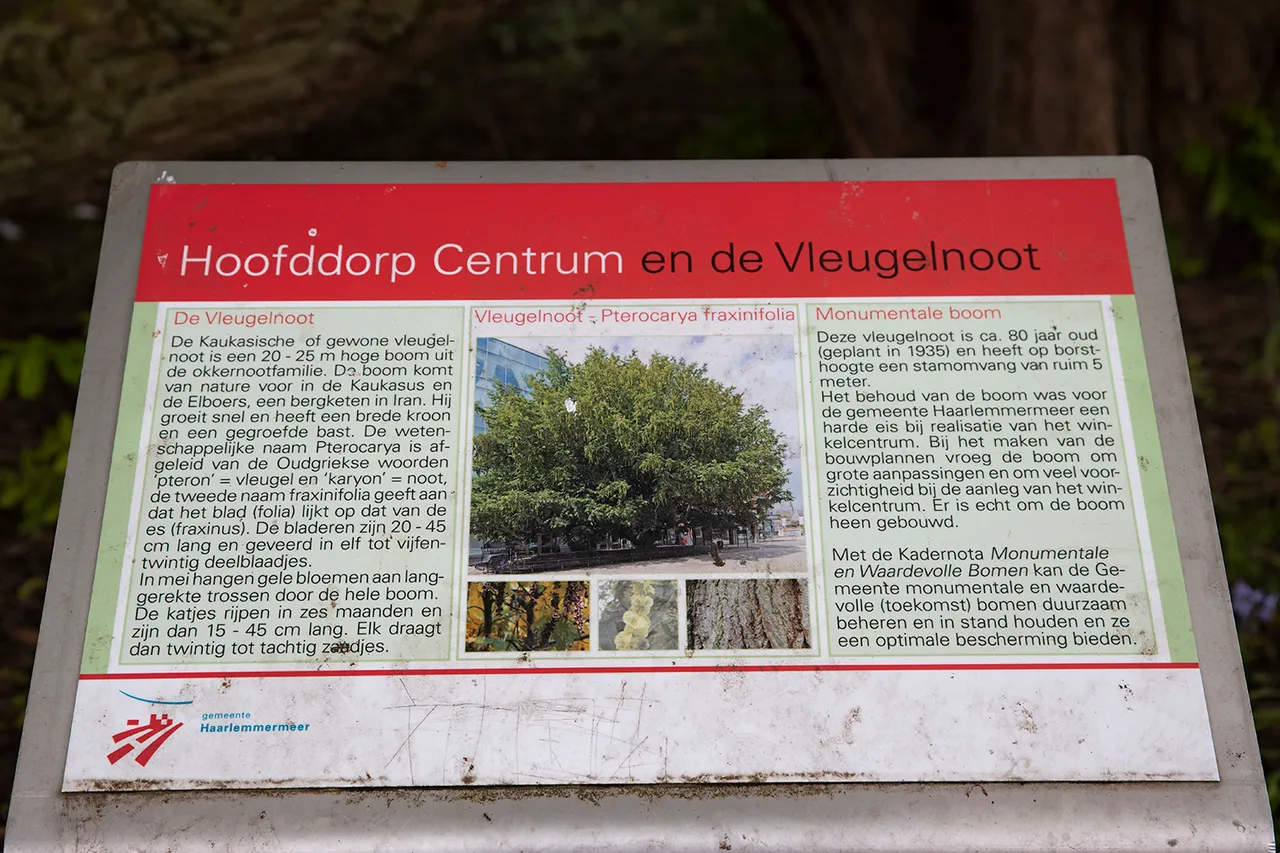 Hoofddorp Centrum en de Vleugelnoot
De Vleugelnoot
De Kaukasische of gewone vleugel-
noot is een 20 - 25 m hoge boom uit
de okkernootfamilie. De boom komt
van nature voor in de Kaukasus en
de Elboers, een bergketen in Iran. Hij
groeit snel en heeft een brede kroon
en een gegroefde bast. De weten-
schappelijke naam Pterocarya is af-
geleid van de Oudgriekse woorden
'pteron' = vleugel en 'karyon' = noot,
de tweede naam fraxinifolia geeft aan
dat het blad (folia) lijkt op dat van de
es (fraxinus). De bladeren zijn 20 - 45
cm lang en geveerd in elf tot vijfen-
twintig deelblaadjes.
In mei hangen gele bloemen aan lang-
gerekte trossen door de hele boom.
De katjes rijpen in zes maanden en
zijn dan 15 - 45 cm lang. Elk draagt
dan twintig tot tachtig zaadjes.
Vleugelnoot - Pterocarya fraxinifolia
Monumentale boom
Deze vleugelnoot is ca. 80 jaar oud
(geplant in 1935) en heeft op borst-
hoogte een stamomvang van ruim 5
meter.
Het behoud van de boom was voor
de gemeente Haarlemmermeer een
harde eis bij realisatie van het win-
kelcentrum. Bij het maken van de
bouwplannen vroeg de boom om
grote aanpassingen en om veel voor-
zichtigheid bij de aanleg van het win-
kelcentrum. Er is echt om de boom
heen gebouwd.
Met de Kadernota Monumentale
en Waardevolle Bomen kan de Ge-
meente monumentale en waarde-
volle (toekomst) bomen duurzaam
beheren en in stand houden en ze
een optimale bescherming bieden.
gemeente
Haarlemmermeer